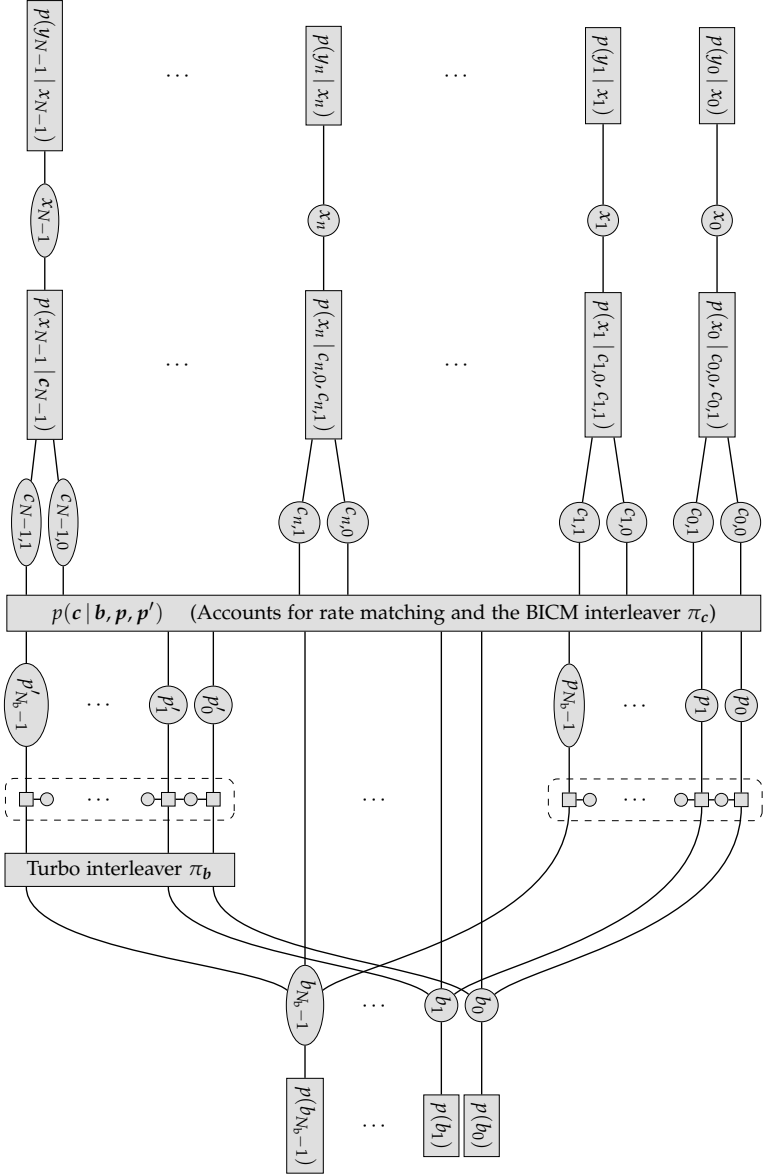 p(y_{N−1} | x_{N−1})
⋯
p(y_n | x_n)
⋯
p(y_1 | x_1)
p(y_0 | x_0)
x_{N−1}
x_n
x_1
x_0
p(x_{N−1} | c_{N−1})
⋯
p(x_n | c_{n,0}, c_{n,1})
⋯
p(x_1 | c_{1,0}, c_{1,1})
p(x_0 | c_{0,0}, c_{0,1})
c_{N−1,1}
c_{N−1,0}
c_{n,1}
c_{n,0}
c_{1,1}
c_{1,0}
c_{0,1}
c_{0,0}
p(c | b, p, p′) (Accounts for rate matching and the BICM interleaver π_c)
p′_{N_b−1}
⋯
p′_1
p′_0
p_{N_b−1}
⋯
p_1
p_0
⋯
⋯
⋯
Turbo interleaver π_b
b_{N_b−1}
⋯
b_1
b_0
p(b_{N_b−1})
⋯
p(b_1)
p(b_0)